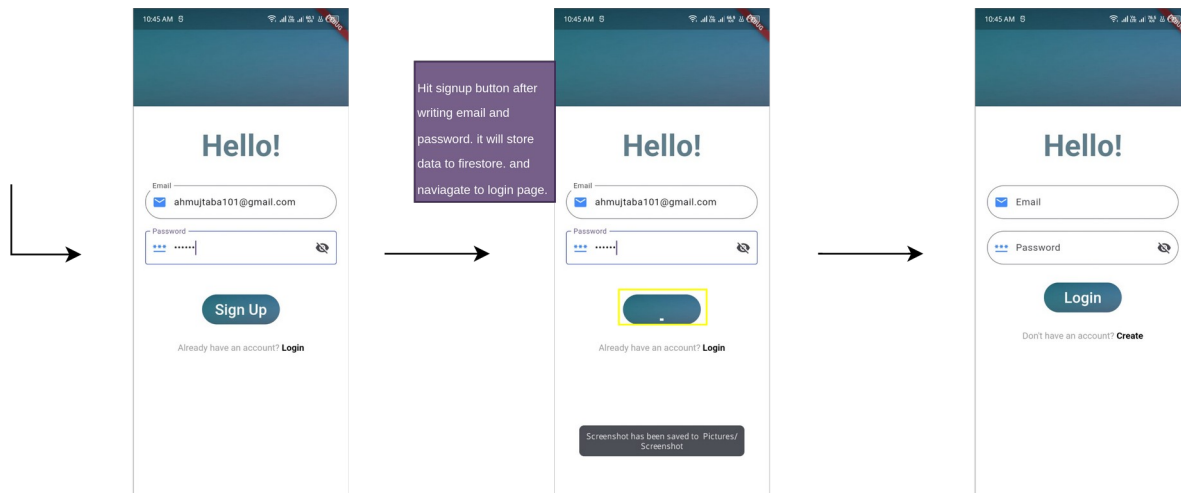 10:45 AM
Hello!
Email
ahmujtaba101@gmail.com
Password
Sign Up
Already have an account? Login
Hit signup button after
writing email and
password. it will store
data to firestore. and
naviagate to login page.
10:45 AM
Hello!
Email
ahmujtaba101@gmail.com
Password
Already have an account? Login
Screenshot has been saved to Pictures/
Screenshot
10:45 AM
Hello!
Email
Password
Login
Don't have an account? Create